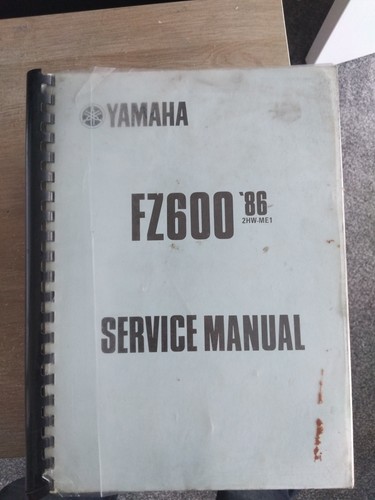 YAMAHA
FZ600 '86
2HW-ME1
SERVICE MANUAL